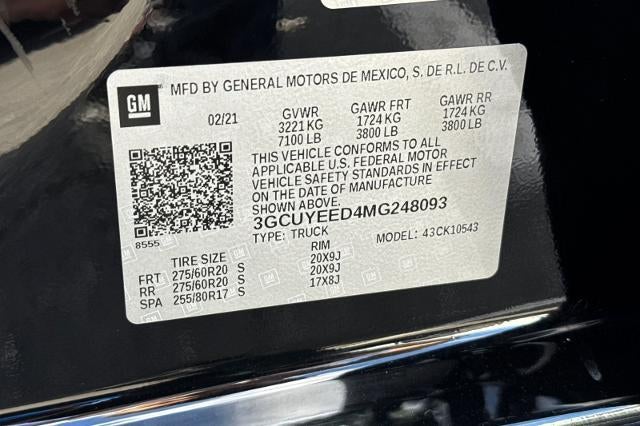 MFD BY GENERAL MOTORS DE MEXICO, S. DE R.L. DE C.V.
GM
02/21 GVWR GAWR FRT GAWR RR
3221 KG 1724 KG 1724 KG
7100 LB 3800 LB 3800 LB
THIS VEHICLE CONFORMS TO ALL
APPLICABLE U.S. FEDERAL MOTOR
VEHICLE SAFETY STANDARDS IN EFFECT
ON THE DATE OF MANUFACTURE
SHOWN ABOVE.
3GCUYEED4MG248093
8555
TYPE: TRUCK MODEL: 43CK10543
TIRE SIZE RIM
FRT 275/60R20 S 20X9J
RR 275/60R20 S 20X9J
SPA 255/80R17 S 17X8J